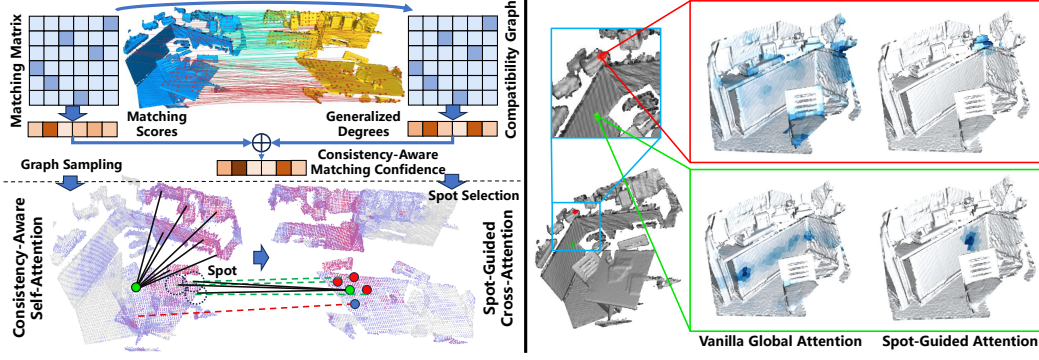 Matching Matrix
Matching
Scores
Generalized
Degrees
Compatibility Graph
Consistency-Aware
Matching Confidence
Graph Sampling
Spot Selection
Consistency-Aware
Self-Attention
Spot
Spot-Guided
Cross-Attention
Vanilla Global Attention
Spot-Guided Attention